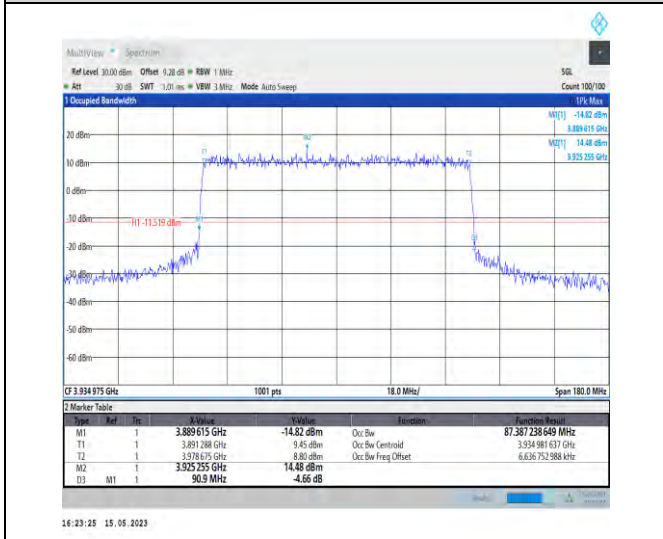 MultiView Spectrum
Ref Level 30.00 dBm Offset 9.28 dB RBW 1 MHz SGL
Att 30 dB SWT 1.01 ms VBW 3 MHz Mode Auto Sweep Count 100/100
1 Occupied Bandwidth 1Pk Max
M1[1] -14.82 dBm
3.889 615 GHz
M2[1] 14.48 dBm
3.925 255 GHz
20 dBm
M2
T1
T2
10 dBm
0 dBm
-10 dBm
H1 -11.519 dBm
M1
D3
-20 dBm
-30 dBm
-40 dBm
-50 dBm
-60 dBm
CF 3.934 975 GHz 1001 pts 18.0 MHz/ Span 180.0 MHz
2 Marker Table
Type Ref Trc X-Value Y-Value Function Function Result
M1 1 3.889 615 GHz -14.82 dBm Occ Bw 87.387 238 649 MHz
T1 1 3.891 288 GHz 9.45 dBm Occ Bw Centroid 3.934 981 637 GHz
T2 1 3.978 675 GHz 8.80 dBm Occ Bw Freq Offset 6.636 752 988 kHz
M2 1 3.925 255 GHz 14.48 dBm
D3 M1 1 90.9 MHz -4.66 dB
16:23:25 15.05.2023